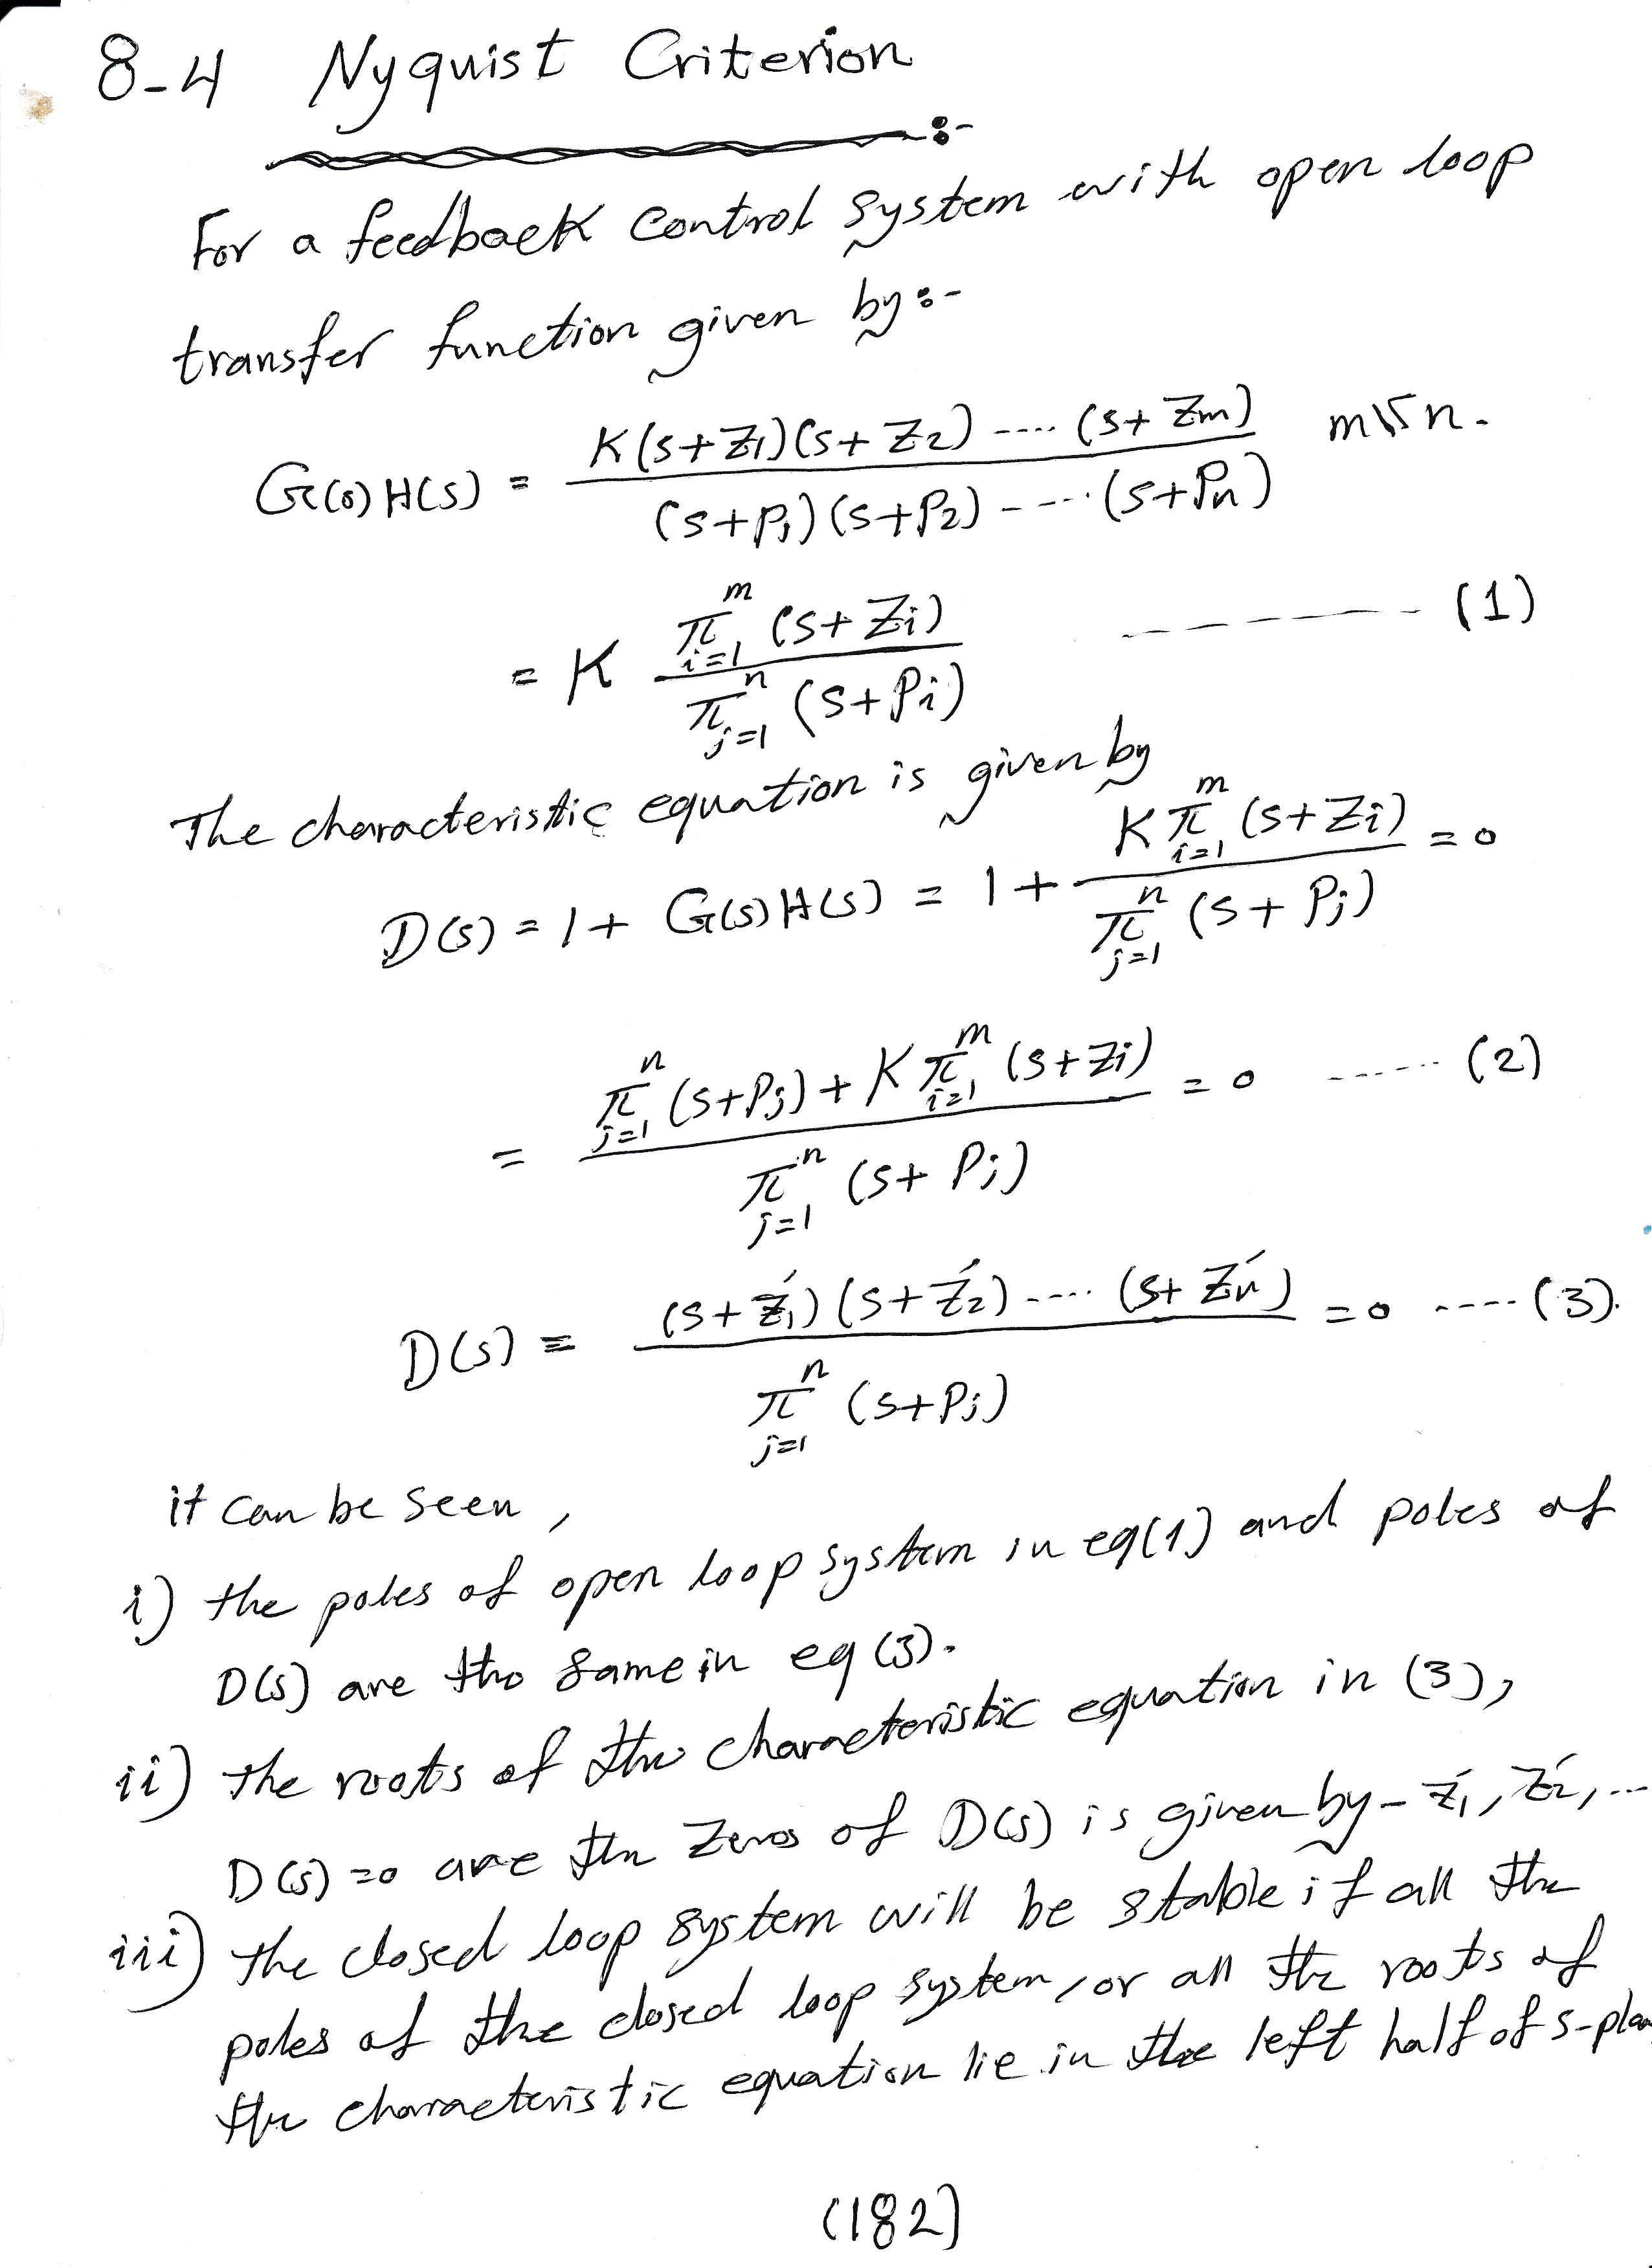 8-4 Nyquist Criterion :-
For a feedback control system with open loop
transfer function given by :-
G(s)H(s) = K(s+Z1)(s+Z2) ---- (s+Zm) / (s+P1)(s+P2) ---- (s+Pn) m≤n.
= K π_{i=1}^{m} (s+Zi) / π_{j=1}^{n} (s+Pi) ------- (1)
The characteristic equation is given by
D(s) = 1 + G(s)H(s) = 1 + K π_{i=1}^{m} (s+Zi) / π_{j=1}^{n} (s+Pj) = 0
= π_{j=1}^{n} (s+Pj) + K π_{i=1}^{m} (s+Zi) / π_{j=1}^{n} (s+Pj) = 0 ------ (2)
D(s) = (s+Z1′)(s+Z2′) ---- (s+Zn′) / π_{j=1}^{n} (s+Pj) = 0 ---- (3).
it can be seen,
i) the poles of open loop system in eq(1) and poles of
D(s) are the same in eq (3).
ii) The roots of the characteristic equation in (3),
D(s)=0 are the zeros of D(s) is given by - Z1′, Z2′, ...
iii) The closed loop system will be stable if all the
poles of the closed loop system, or all the roots of
the characteristic equation lie in the left half of s-plan
(182)